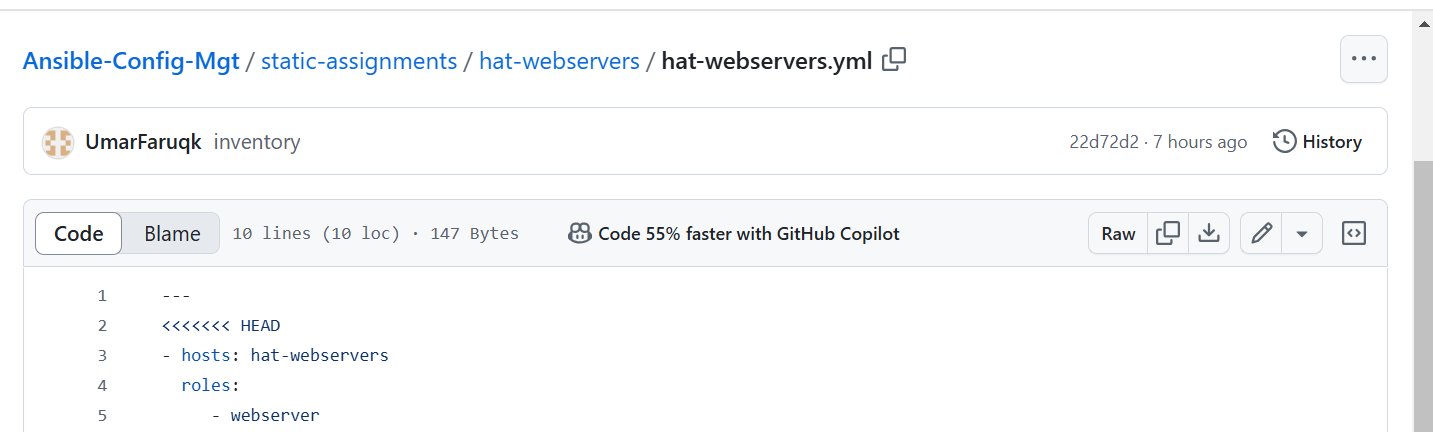 Ansible-Config-Mgt / static-assignments / hat-webservers / hat-webservers.yml
UmarFaruqk inventory 22d72d2 · 7 hours ago History
Code Blame 10 lines (10 loc) · 147 Bytes Code 55% faster with GitHub Copilot Raw
1 ---
2 <<<<<<< HEAD
3 - hosts: hat-webservers
4 roles:
5 - webserver